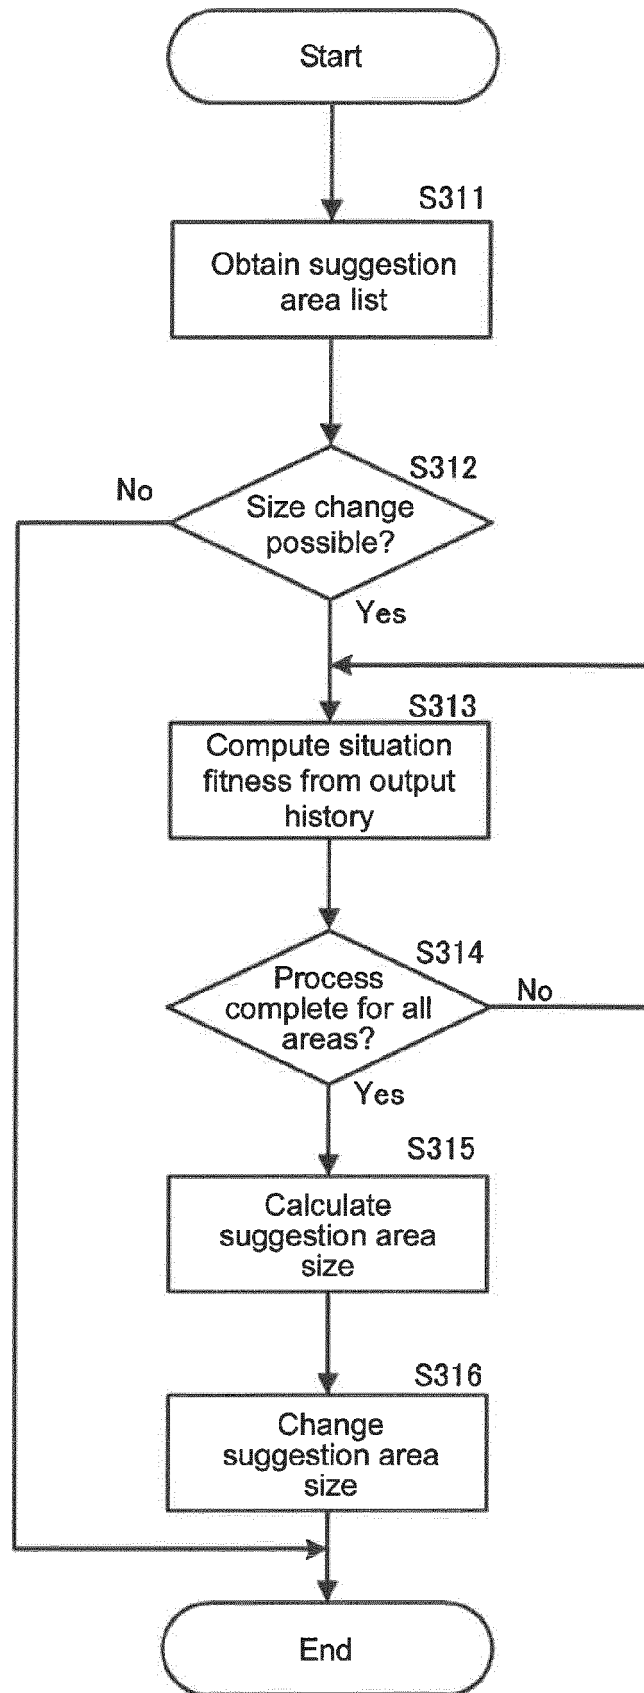 Start
S311
Obtain suggestion
area list
S312
No
Size change
possible?
Yes
S313
Compute situation
fitness from output
history
S314
Process
complete for all
areas?
No
Yes
S315
Calculate
suggestion area
size
S316
Change
suggestion area
size
End